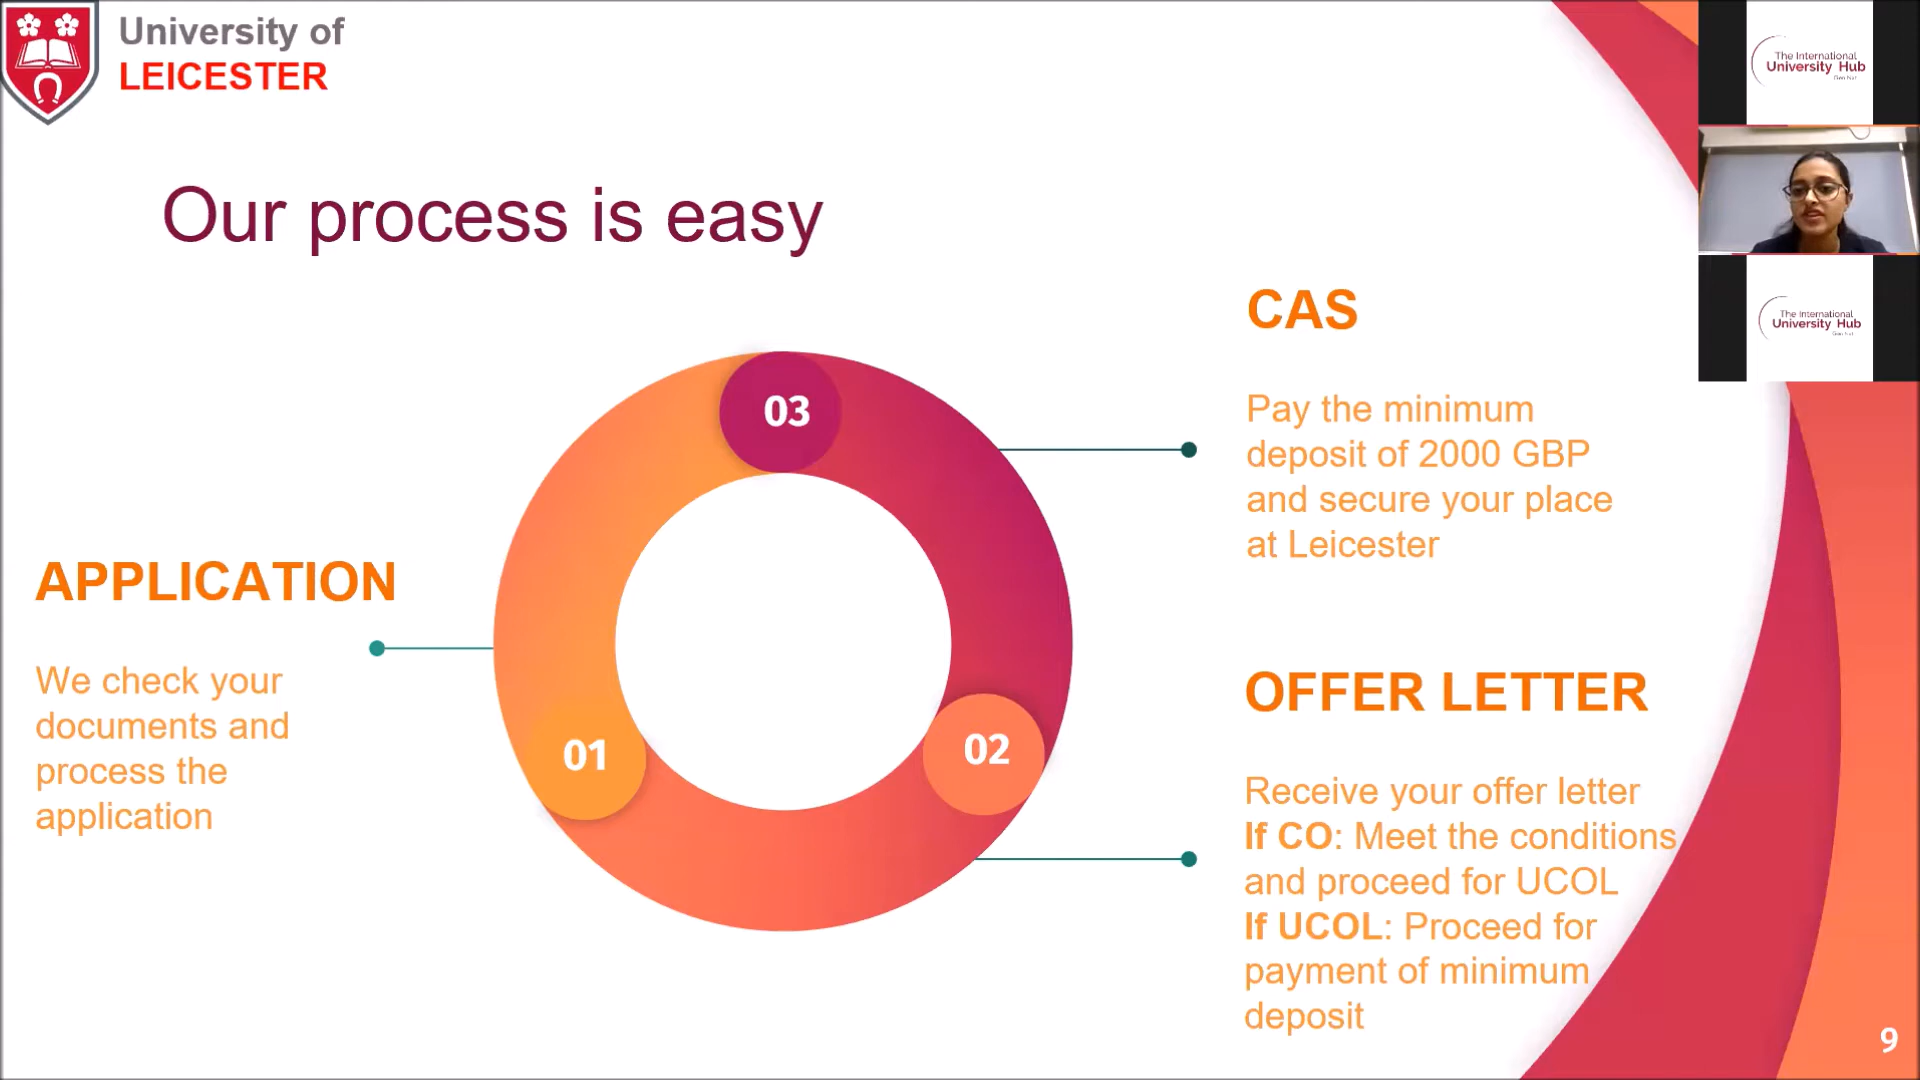 University of
LEICESTER
Our process is easy
APPLICATION
We check your
documents and
process the
application
01
02
03
CAS
Pay the minimum
deposit of 2000 GBP
and secure your place
at Leicester
OFFER LETTER
Receive your offer letter
If CO: Meet the conditions
and proceed for UCOL
If UCOL: Proceed for
payment of minimum
deposit
9
The International
University Hub
The International
University Hub